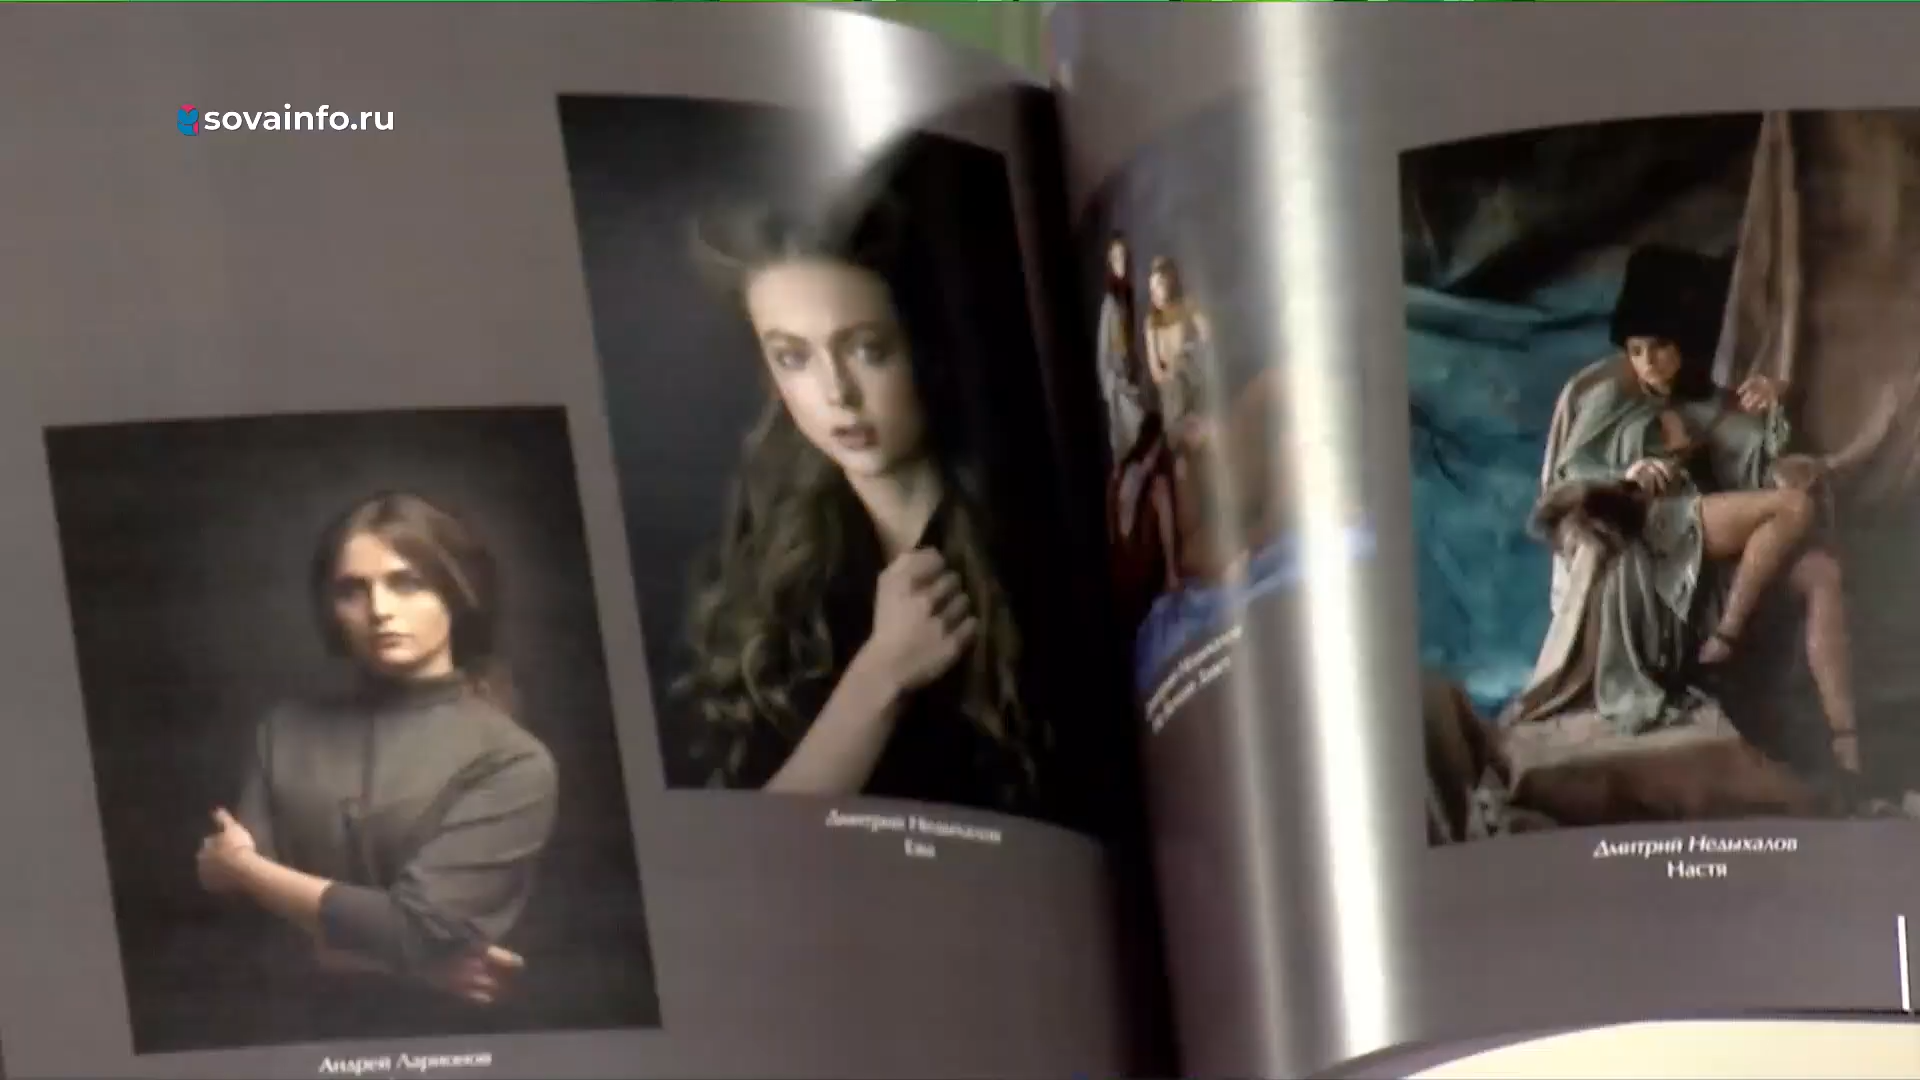 sovainfo.ru
Дмитрий Недыхалов
Ева
Дмитрий Недыхалов
Настя
Андрей Ларионов